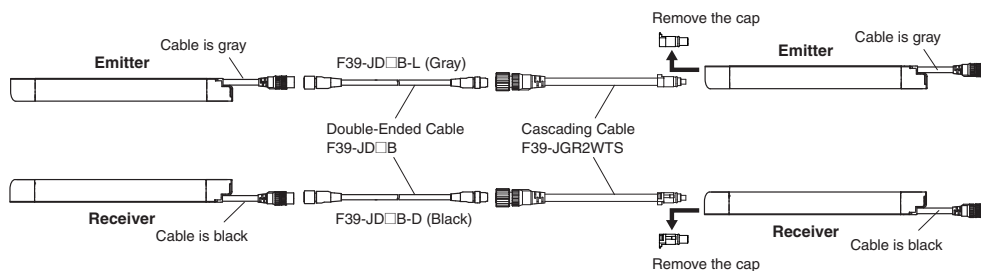 Remove the cap
Cable is gray
Emitter
F39-JD□B-L (Gray)
Emitter
Cable is gray
Double-Ended Cable
F39-JD□B
Cascading Cable
F39-JGR2WTS
Receiver
Cable is black
F39-JD□B-D (Black)
Receiver
Cable is black
Remove the cap